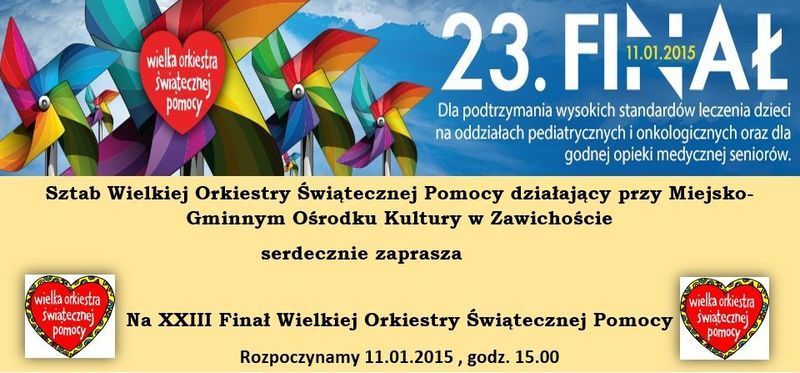 wielka orkiestra
świątecznej
pomocy
23. FINAŁ
11.01.2015
Dla podtrzymania wysokich standardów leczenia dzieci
na oddziałach pediatrycznych i onkologicznych oraz dla
godnej opieki medycznej seniorów.
Sztab Wielkiej Orkiestry Świątecznej Pomocy działający przy Miejsko-
Gminnym Ośrodku Kultury w Zawichoście
serdecznie zaprasza
wielka orkiestra
świątecznej
pomocy
Na XXIII Finał Wielkiej Orkiestry Świątecznej Pomocy
wielka orkiestra
świątecznej
pomocy
Rozpoczynamy 11.01.2015 , godz. 15.00